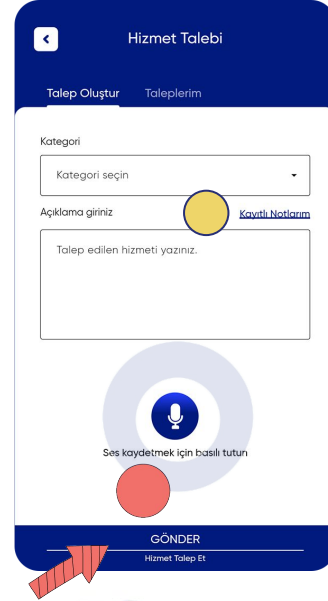 Hizmet Talebi
Talep Oluştur Taleplerim
Kategori
Kategori seçin
Açıklama giriniz Kayıtlı Notlarım
Talep edilen hizmeti yazınız.
Ses kaydetmek için basılı tutun
GÖNDER
Hizmet Talep Et